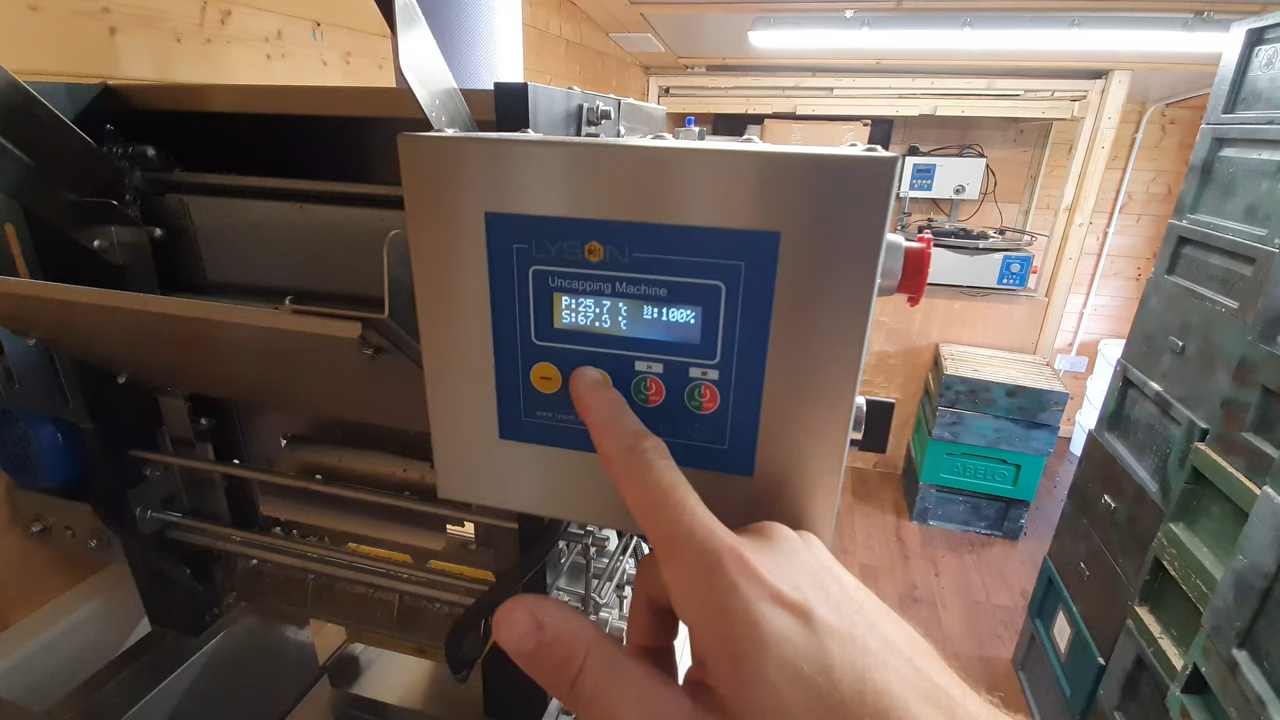 LYSON
Uncapping Machine
P:25.7 °C :100%
S:67.5 °C
H
M
ABELO